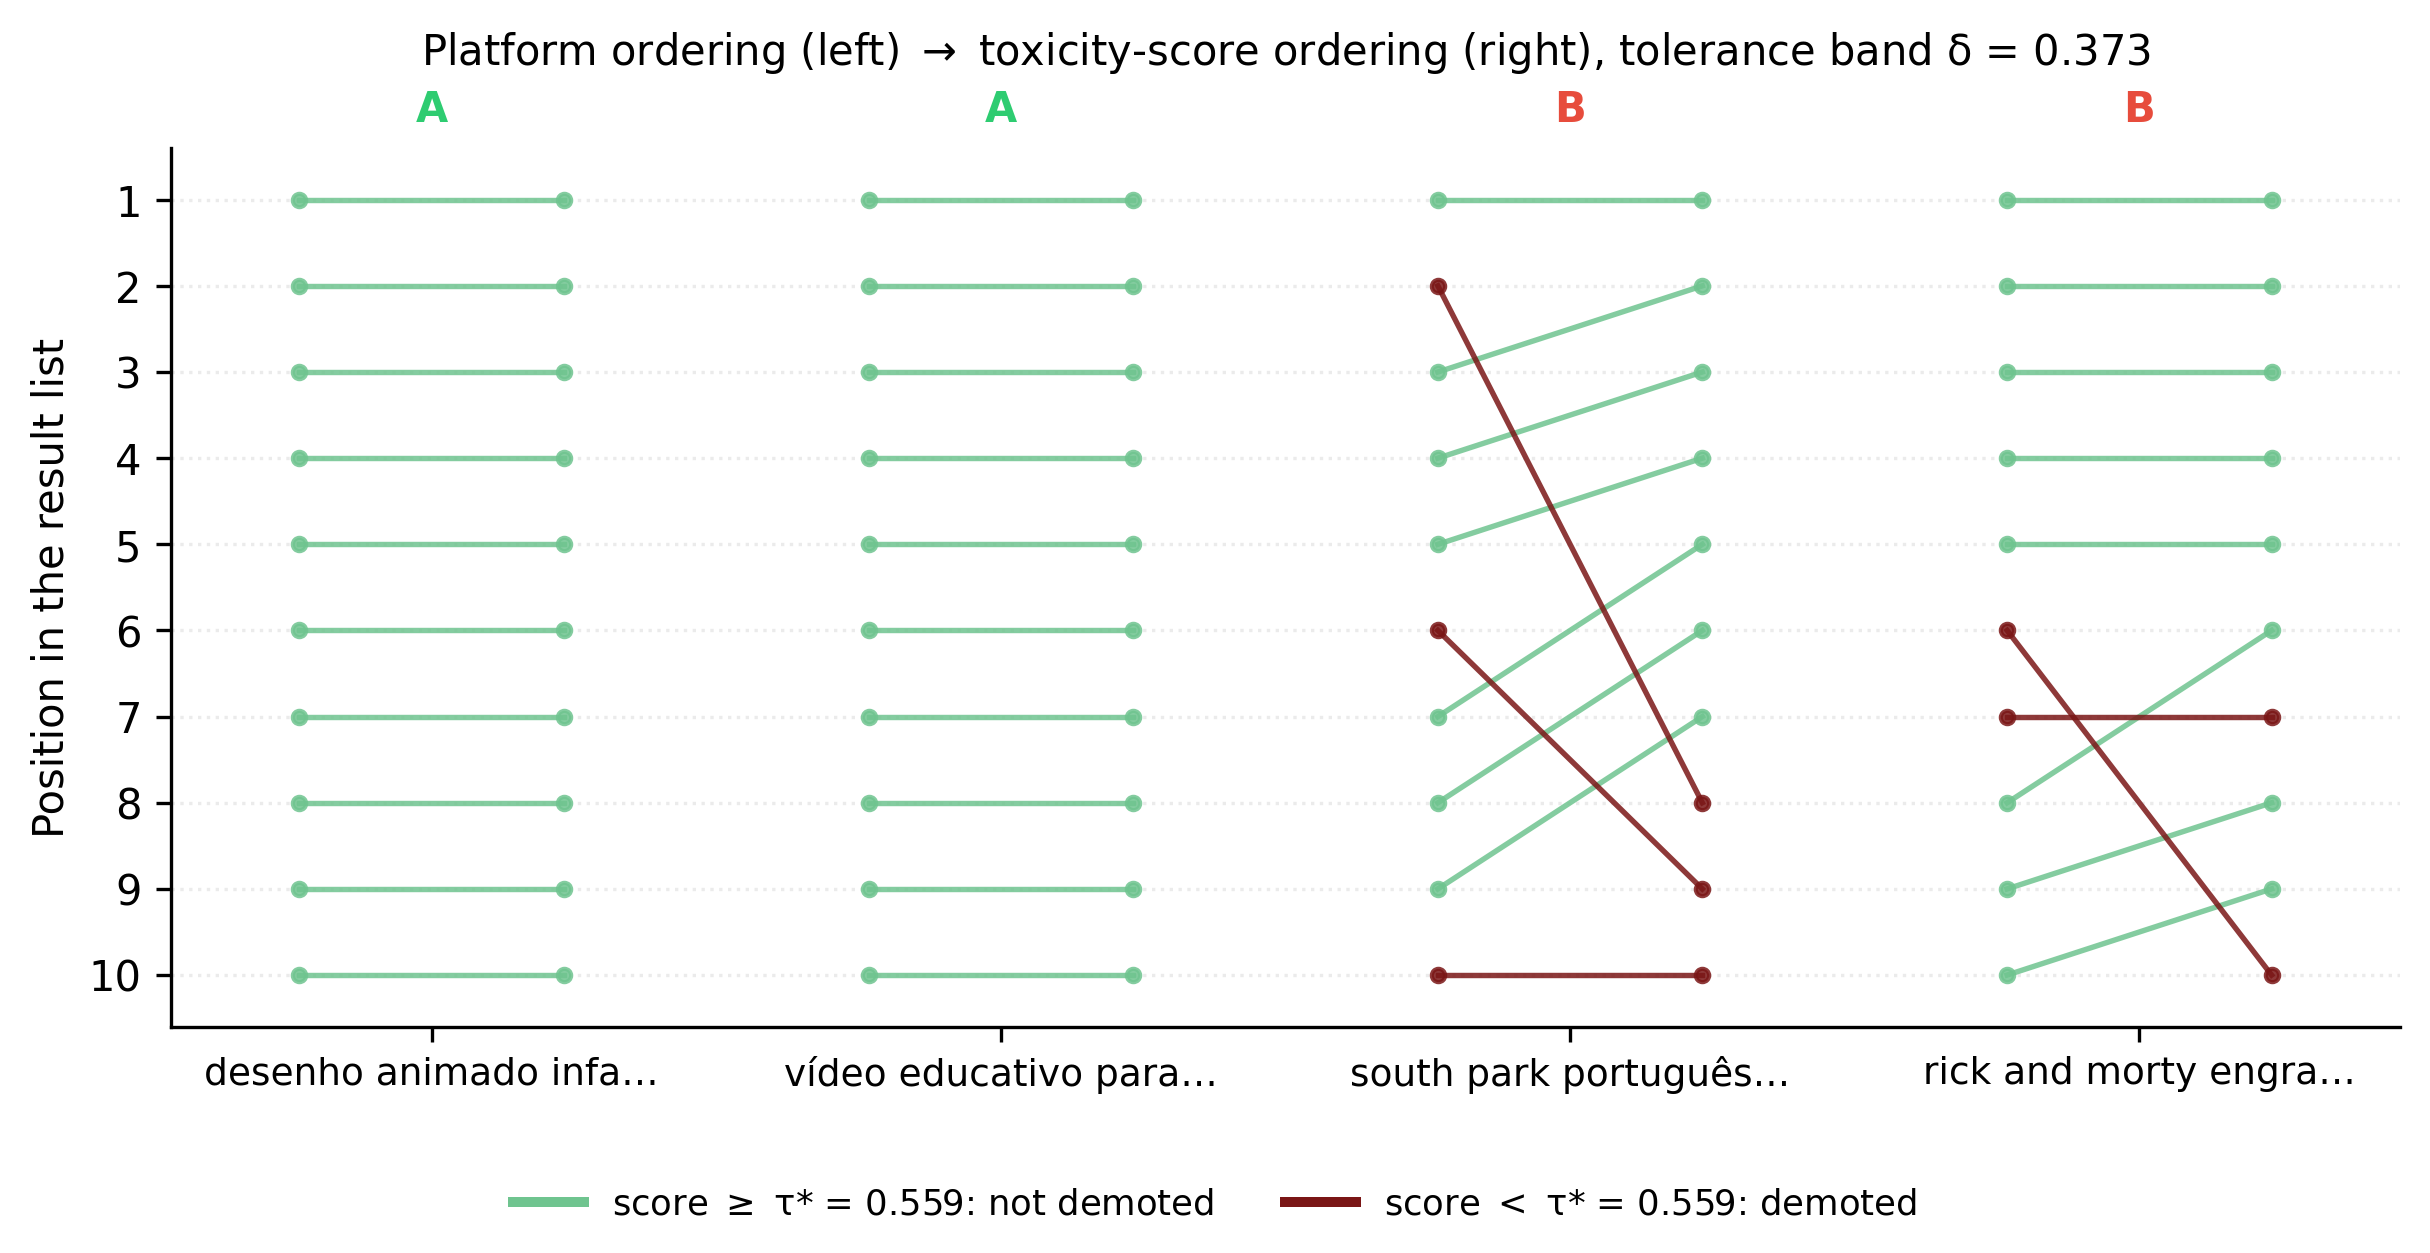 Platform ordering (left) → toxicity-score ordering (right), tolerance band δ = 0.373
A A B B
Position in the result list
1
2
3
4
5
6
7
8
9
10
desenho animado infa... vídeo educativo para... south park português... rick and morty engra...
score ≥ τ* = 0.559: not demoted score < τ* = 0.559: demoted